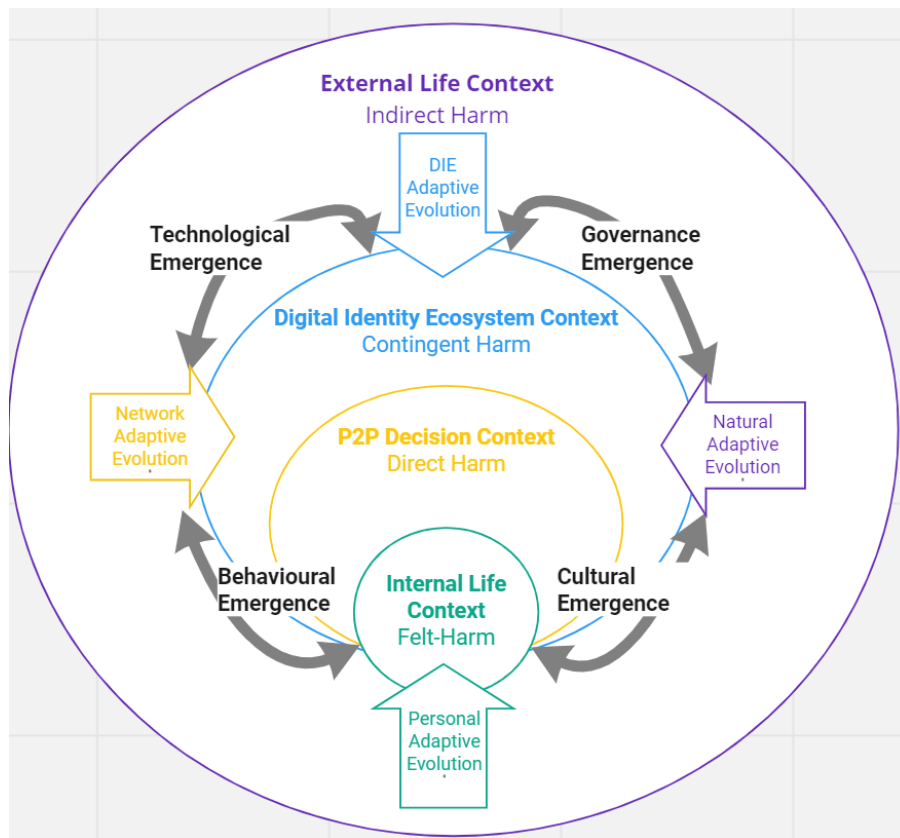 External Life Context
Indirect Harm
DIE
Adaptive
Evolution
Technological
Emergence
Governance
Emergence
Digital Identity Ecosystem Context
Contingent Harm
Network
Adaptive
Evolution
P2P Decision Context
Direct Harm
Natural
Adaptive
Evolution
Behavioural
Emergence
Internal Life
Context
Felt-Harm
Cultural
Emergence
Personal
Adaptive
Evolution